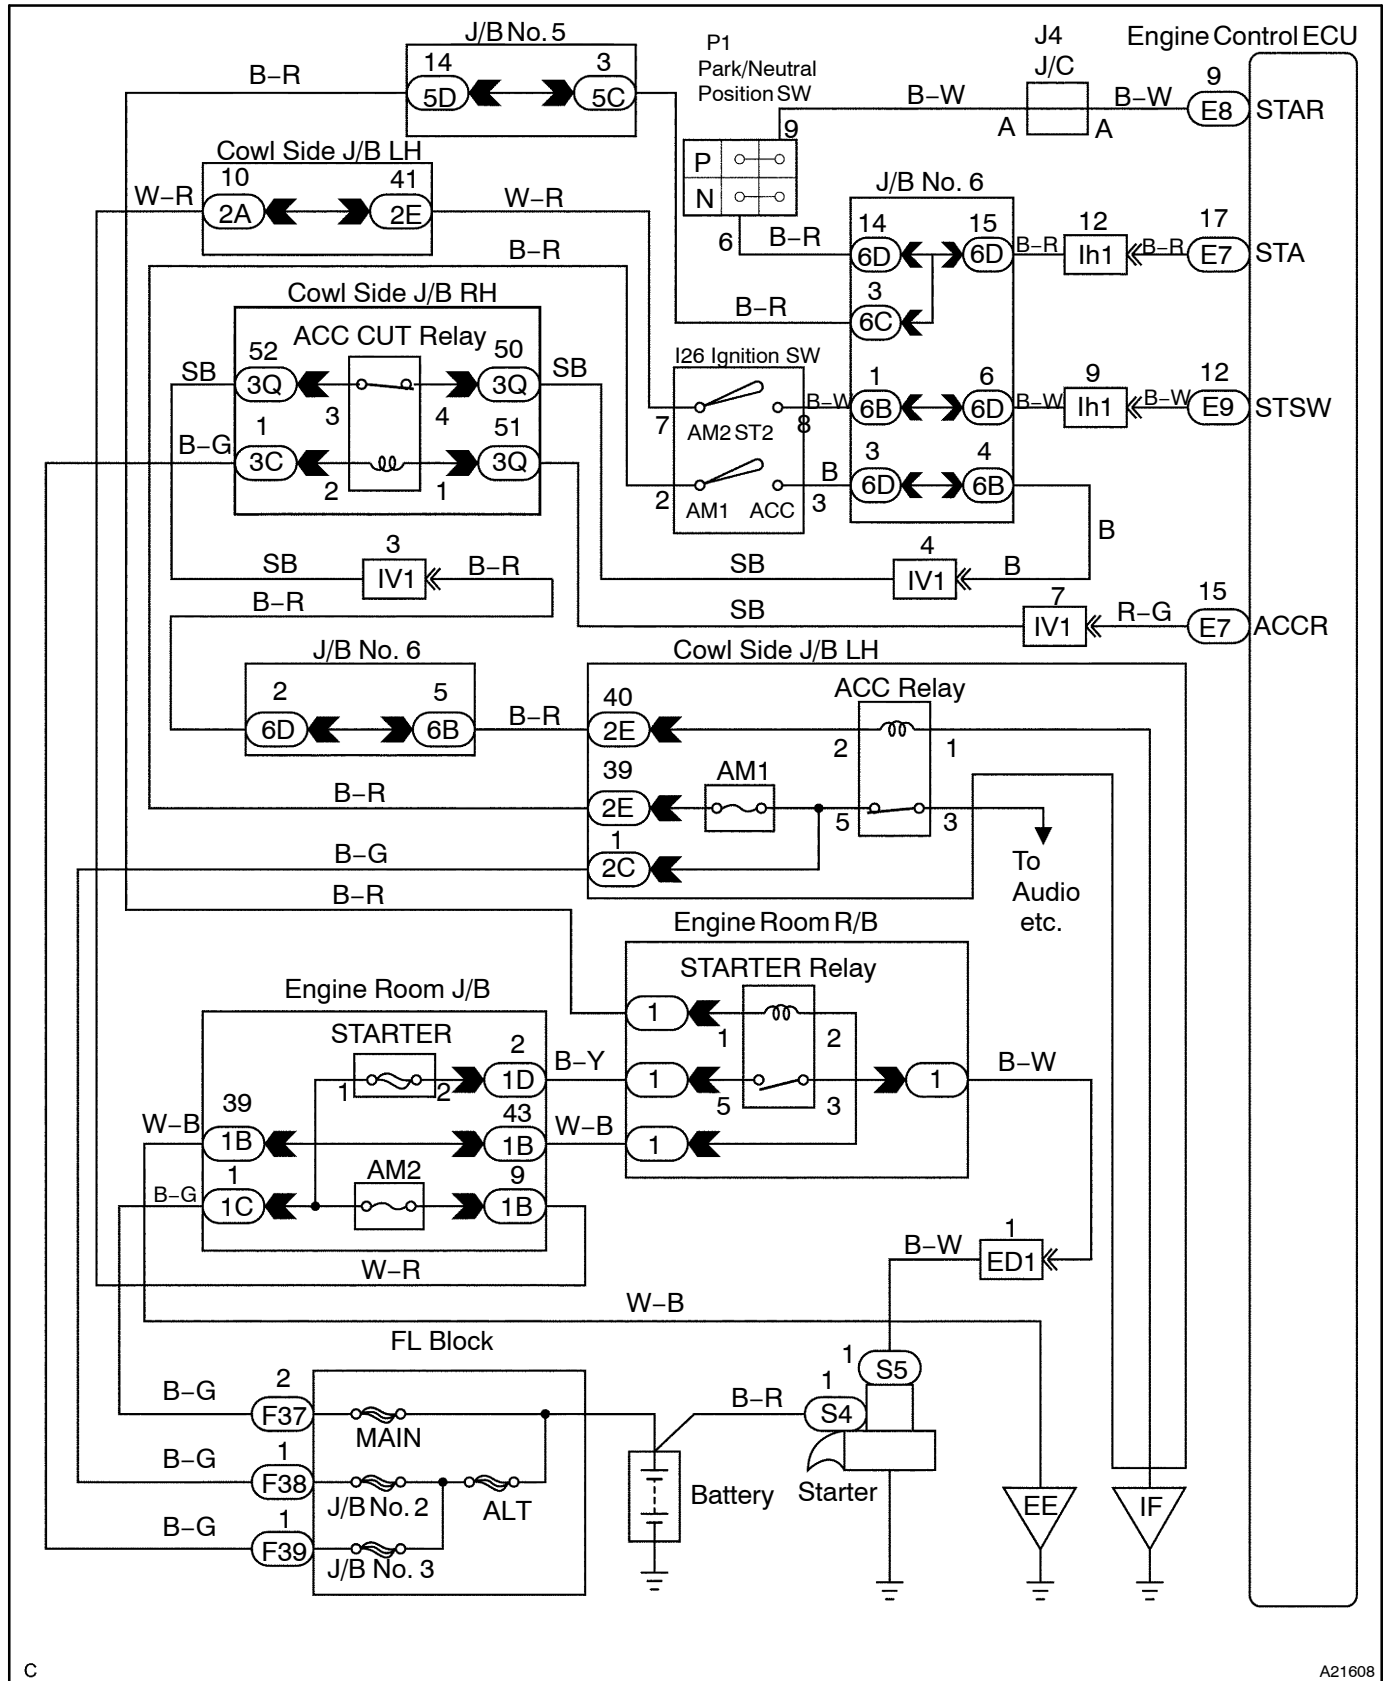 J/B No. 5
P1
Park/Neutral
Position SW
J4
J/C
Engine Control ECU
B–R
14
5D
3
5C
B–W
A
A
B–W
9
E8
STAR
9
P
N
Cowl Side J/B LH
W–R
10
2A
41
2E
W–R
J/B No. 6
6
B–R
14
6D
15
6D
B–R
12
Ih1
B–R
17
E7
STA
B–R
B–R
3
6C
Cowl Side J/B RH
ACC CUT Relay
SB
52
3Q
3
4
50
3Q
SB
I26 Ignition SW
7
AM2 ST2
8
B–W
1
6B
6
6D
B–W
9
Ih1
B–W
12
E9
STSW
B–G
1
3C
2
1
51
3Q
2
AM1
ACC
B
3
3
6D
4
6B
B
SB
3
IV1
B–R
SB
4
IV1
B
B–R
SB
7
IV1
R–G
15
E7
ACCR
J/B No. 6
2
6D
5
6B
B–R
Cowl Side J/B LH
ACC Relay
40
2E
2
1
B–R
39
2E
AM1
5
3
B–G
1
2C
To
Audio
etc.
B–R
Engine Room R/B
STARTER Relay
Engine Room J/B
STARTER
1
1
2
1
2
2
1D
B–Y
1
5
3
1
B–W
W–B
39
1B
43
1B
W–B
1
B–G
1
1C
AM2
9
1B
W–R
B–W
1
ED1
W–B
FL Block
B–G
2
F37
MAIN
B–R
1
S4
1
S5
B–G
1
F38
J/B No. 2
ALT
Battery
Starter
EE
IF
B–G
1
F39
J/B No. 3
C
A21608